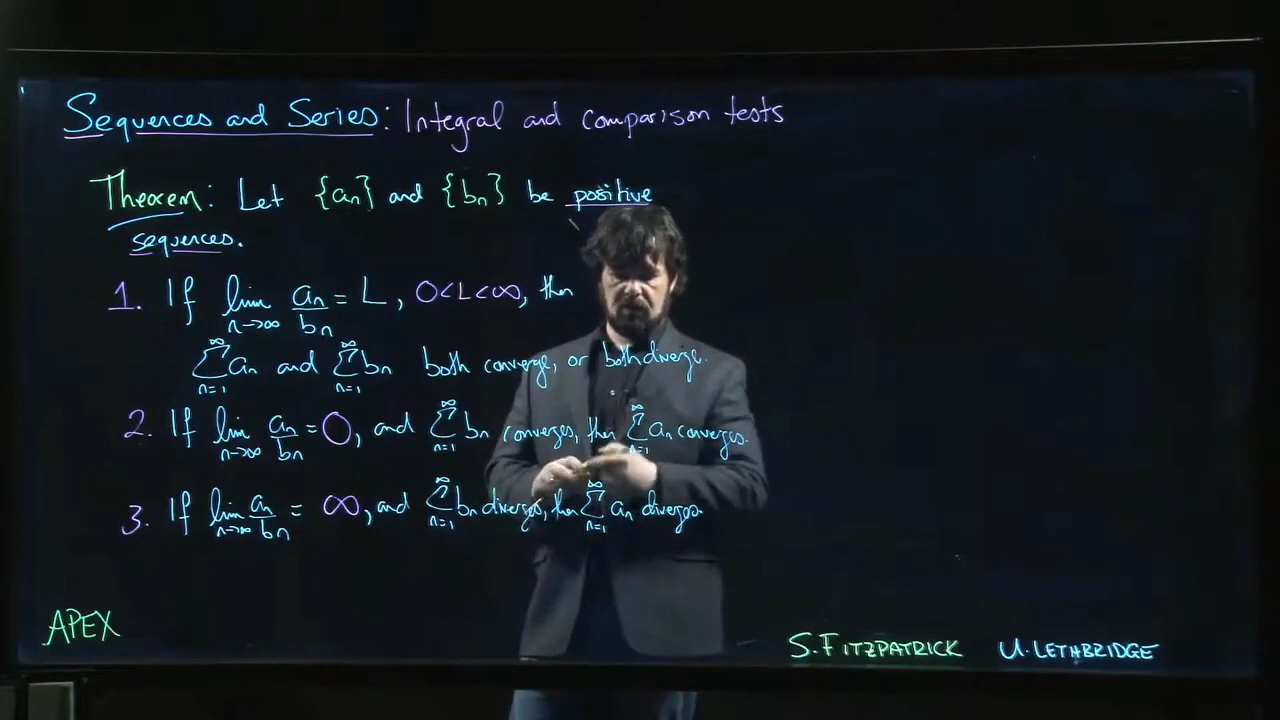 Sequences and Series: Integral and comparison tests
Theorem: Let {aₙ} and {bₙ} be positive
sequences.
1. If lim n→∞ aₙ/bₙ = L, 0<L<∞, then
∞ Σ n=1 aₙ and ∞ Σ n=1 bₙ both converge, or both diverge.
2. If lim n→∞ aₙ/bₙ = 0, and ∞ Σ n=1 bₙ converges, then ∞ Σ n=1 aₙ converges.
3. If lim n→∞ aₙ/bₙ = ∞, and ∞ Σ n=1 bₙ diverges, then ∞ Σ n=1 aₙ diverges.
APEX
S. FITZPATRICK U. LETHBRIDGE